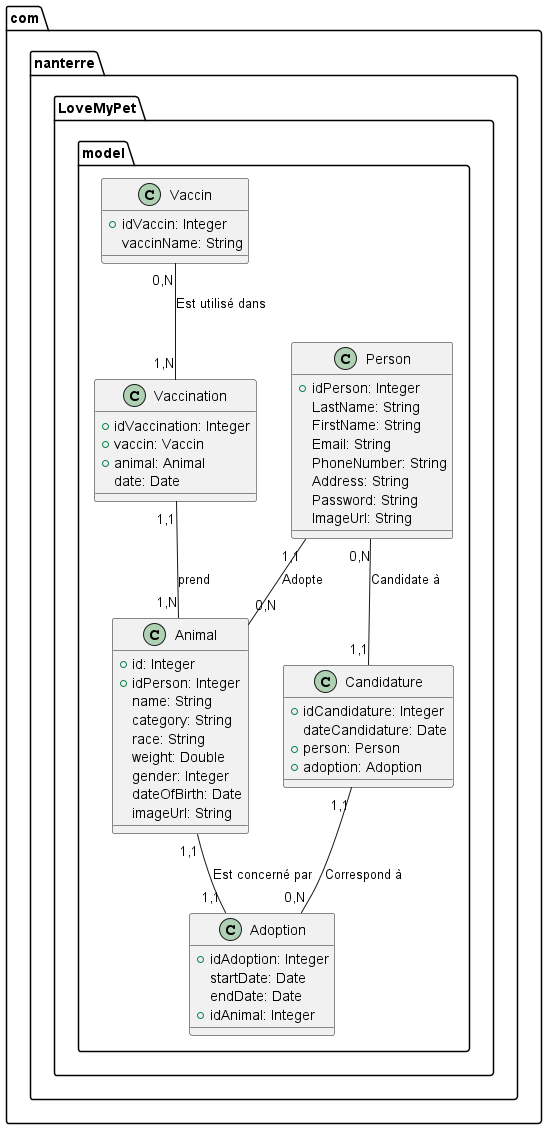 com
nanterre
LoveMyPet
model
C Vaccin
idVaccin: Integer
vaccinName: String
0,N
Est utilisé dans
1,N
C Vaccination
idVaccination: Integer
vaccin: Vaccin
animal: Animal
date: Date
C Person
idPerson: Integer
LastName: String
FirstName: String
Email: String
PhoneNumber: String
Address: String
Password: String
ImageUrl: String
1,1
prend
1,N
1,1
Adopte
0,N
0,N
Candidate à
1,1
C Animal
id: Integer
idPerson: Integer
name: String
category: String
race: String
weight: Double
gender: Integer
dateOfBirth: Date
imageUrl: String
C Candidature
idCandidature: Integer
dateCandidature: Date
person: Person
adoption: Adoption
1,1
Est concerné par
1,1
1,1
Correspond à
0,N
C Adoption
idAdoption: Integer
startDate: Date
endDate: Date
idAnimal: Integer